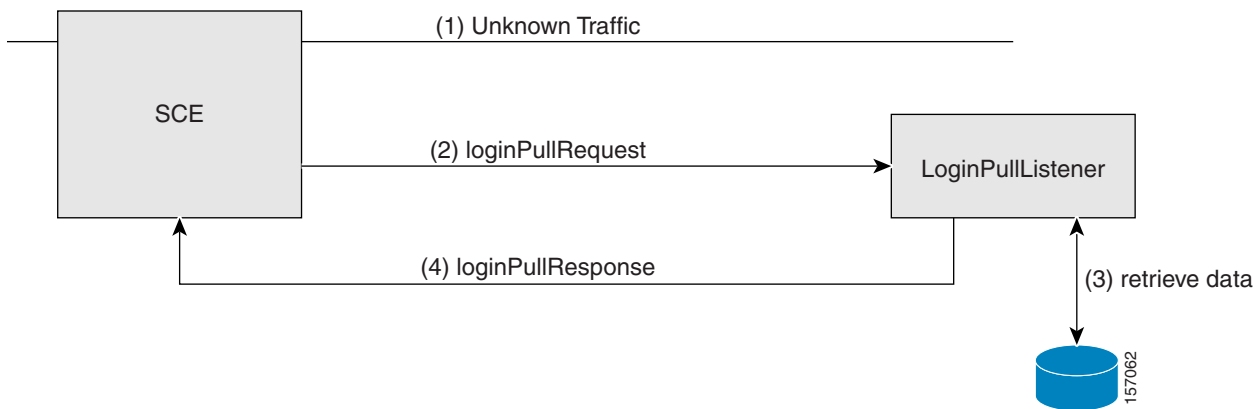 (1) Unknown Traffic
SCE
(2) loginPullRequest
LoginPullListener
(4) loginPullResponse
(3) retrieve data
157062